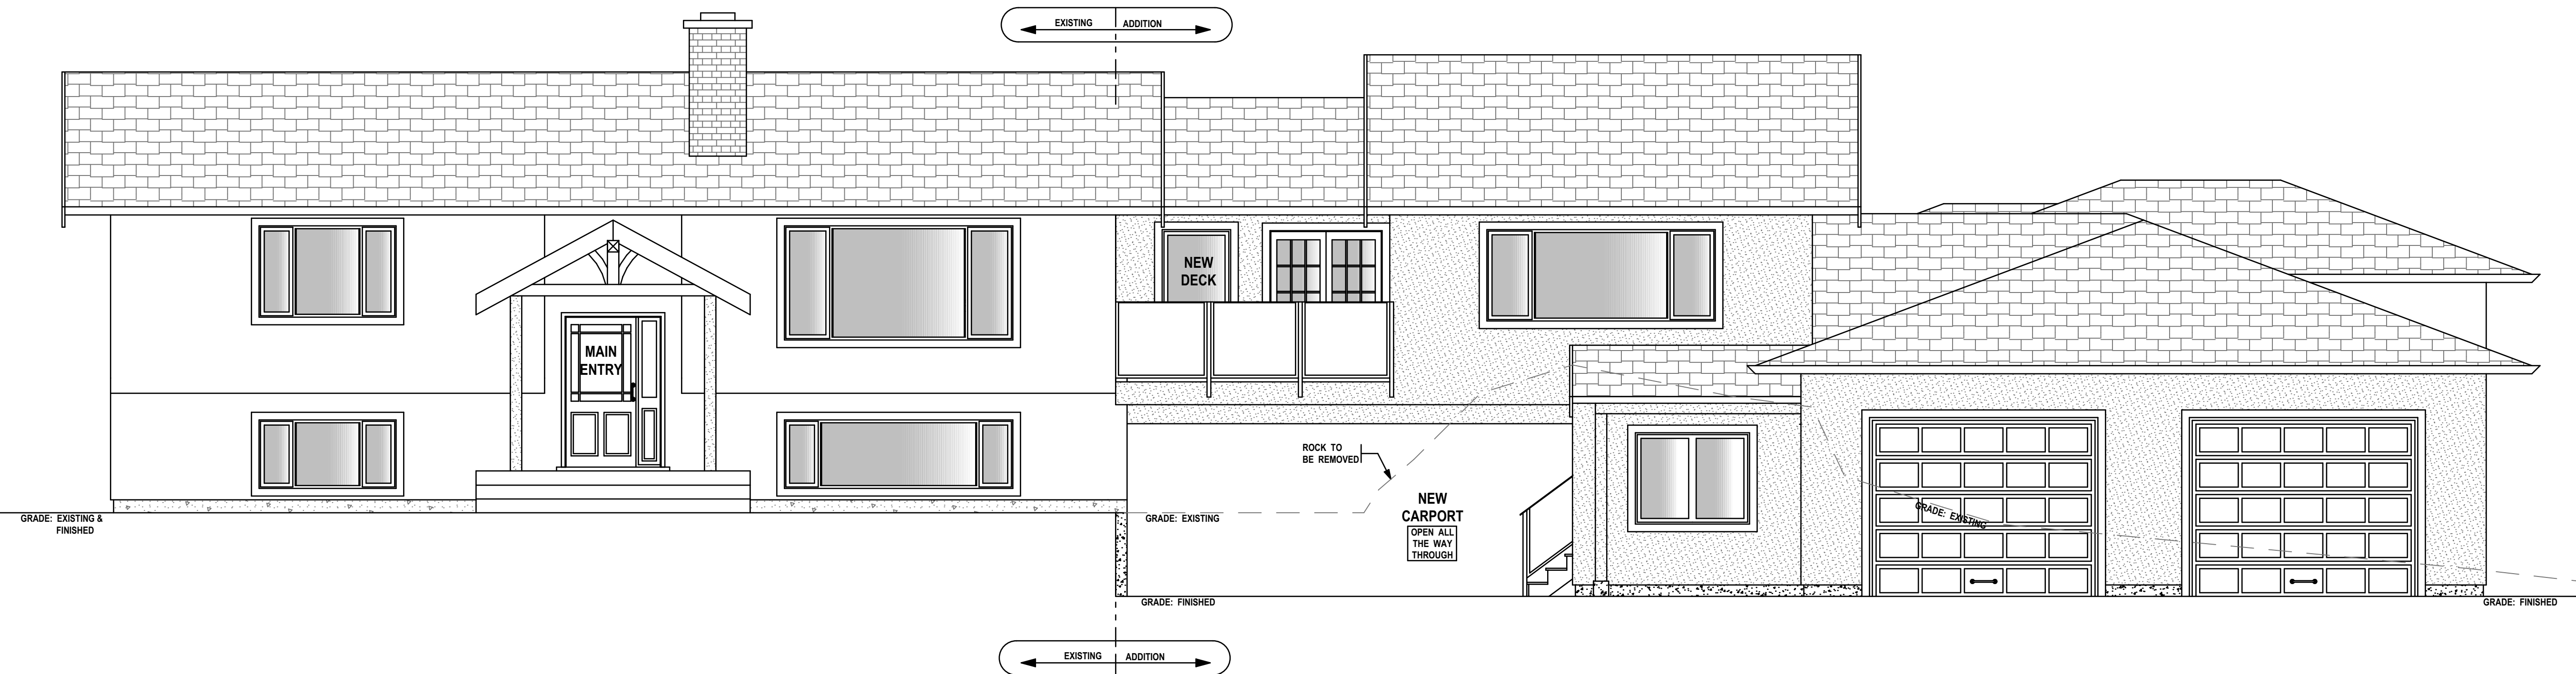 EXISTING ADDITION
NEW
DECK
MAIN
ENTRY
ROCK TO
BE REMOVED
NEW
CARPORT
OPEN ALL
THE WAY
THROUGH
GRADE: EXISTING &
FINISHED
GRADE: EXISTING
GRADE: EXISTING
GRADE: FINISHED
GRADE: FINISHED
EXISTING ADDITION